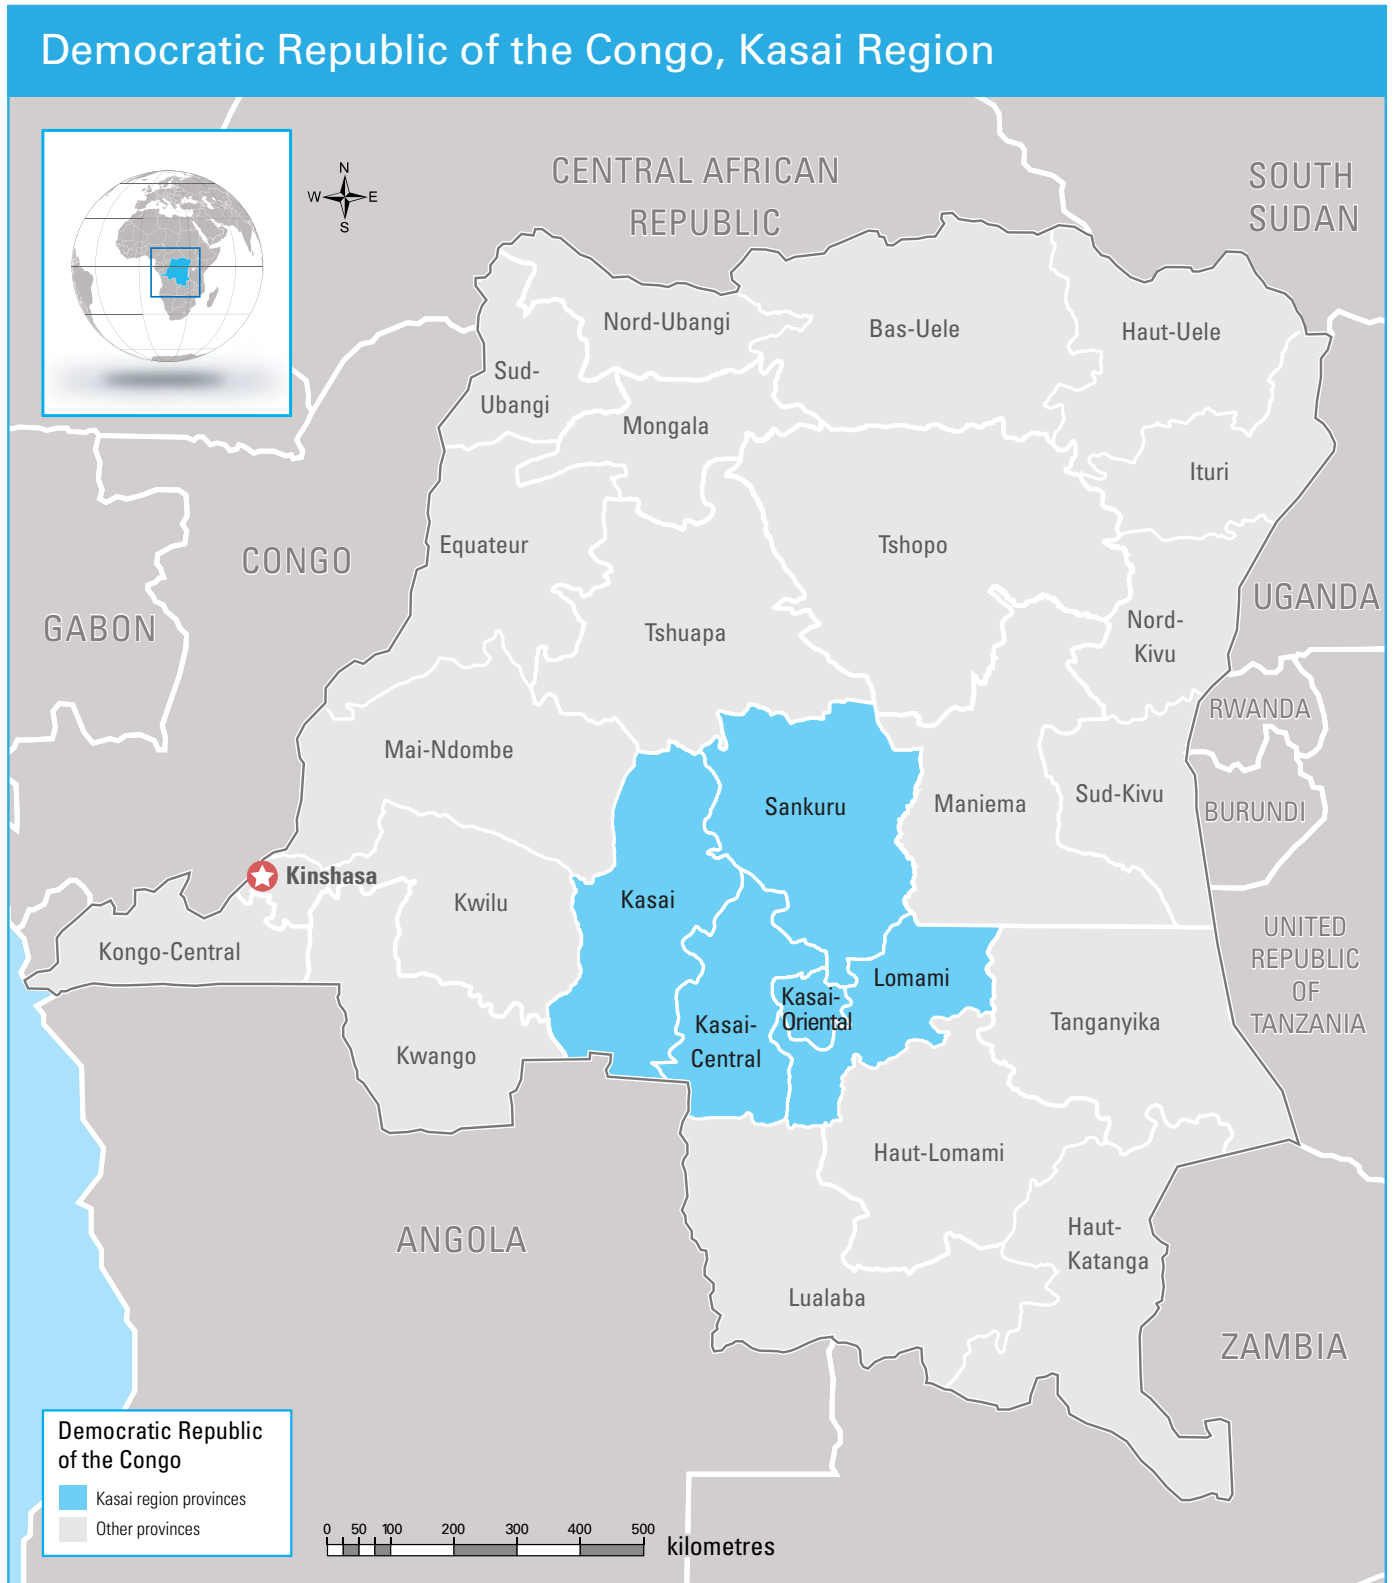 Democratic Republic of the Congo, Kasai Region
N
W
E
S
CENTRAL AFRICAN
REPUBLIC
SOUTH
SUDAN
Nord-Ubangi
Bas-Uele
Haut-Uele
Sud-
Ubangi
Mongala
Ituri
Equateur
Tshopo
CONGO
UGANDA
GABON
Tshuapa
Nord-
Kivu
RWANDA
Mai-Ndombe
Sankuru
Maniema
Sud-Kivu
BURUNDI
Kinshasa
Kwilu
Kasai
Kongo-Central
Lomami
UNITED
REPUBLIC
OF
TANZANIA
Kasai-
Oriental
Kasai-
Central
Tanganyika
Kwango
Haut-Lomami
ANGOLA
Haut-
Katanga
Lualaba
ZAMBIA
Democratic Republic
of the Congo
Kasai region provinces
Other provinces
0 50 100 200 300 400 500
kilometres